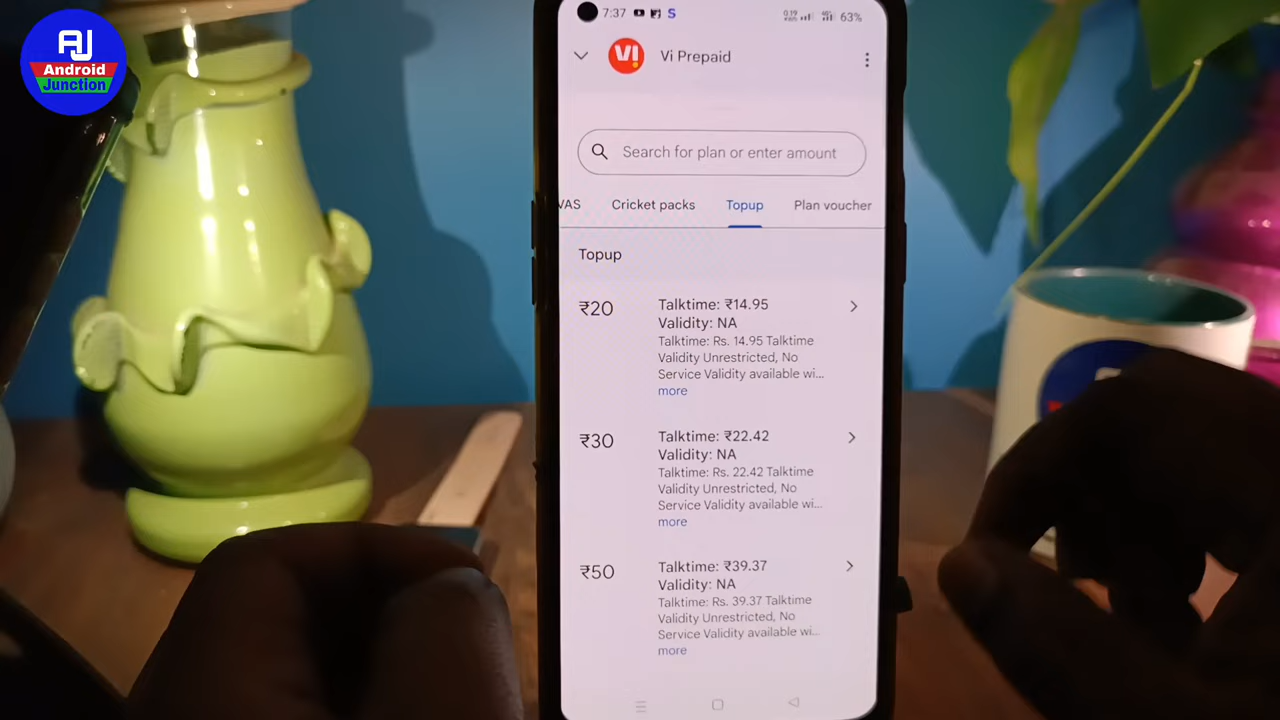 AJ
Android
Junction
7:37
S
0.19
63%
VI
Vi Prepaid
Search for plan or enter amount
VAS Cricket packs Topup Plan voucher
Topup
₹20
Talktime: ₹14.95
Validity: NA
Talktime: Rs. 14.95 Talktime
Validity Unrestricted, No
Service Validity available wi...
more
₹30
Talktime: ₹22.42
Validity: NA
Talktime: Rs. 22.42 Talktime
Validity Unrestricted, No
Service Validity available wi...
more
₹50
Talktime: ₹39.37
Validity: NA
Talktime: Rs. 39.37 Talktime
Validity Unrestricted, No
Service Validity available wi...
more